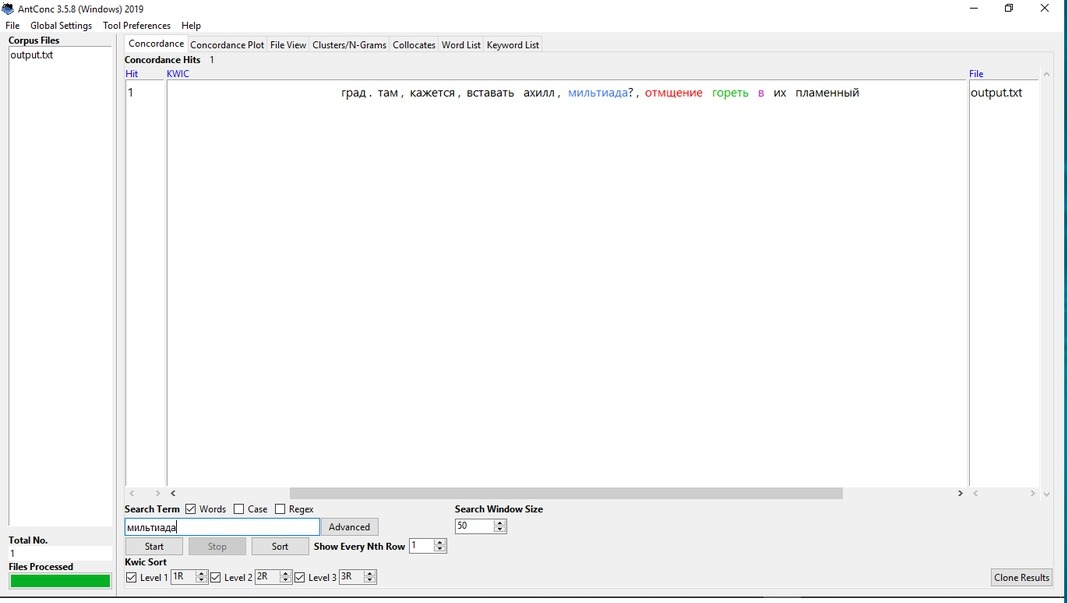 AntConc 3.5.8 (Windows) 2019
File Global Settings Tool Preferences Help
Corpus Files
output.txt
Concordance Concordance Plot File View Clusters/N-Grams Collocates Word List Keyword List
Concordance Hits 1
Hit KWIC File
1 град . там , кажется , вставать ахилл , мильтиада? , отмщение гореть в их пламенный output.txt
Search Term Words Case Regex Search Window Size
мильтиада Advanced 50
Start Stop Sort Show Every Nth Row 1
Kwic Sort
Level 1 1R Level 2 2R Level 3 3R Clone Results
Total No.
1
Files Processed